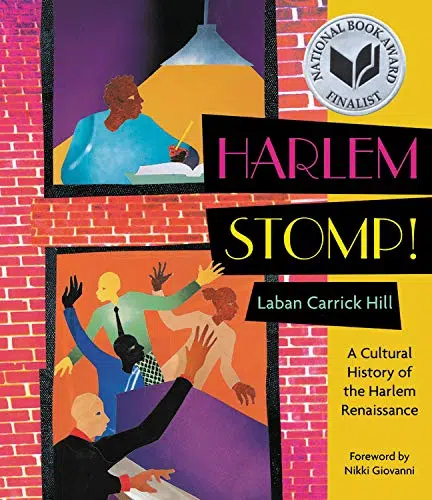 NATIONAL BOOK AWARD
FINALIST
HARLEM
STOMP!
Laban Carrick Hill
A Cultural
History of
the Harlem
Renaissance
Foreword by
Nikki Giovanni